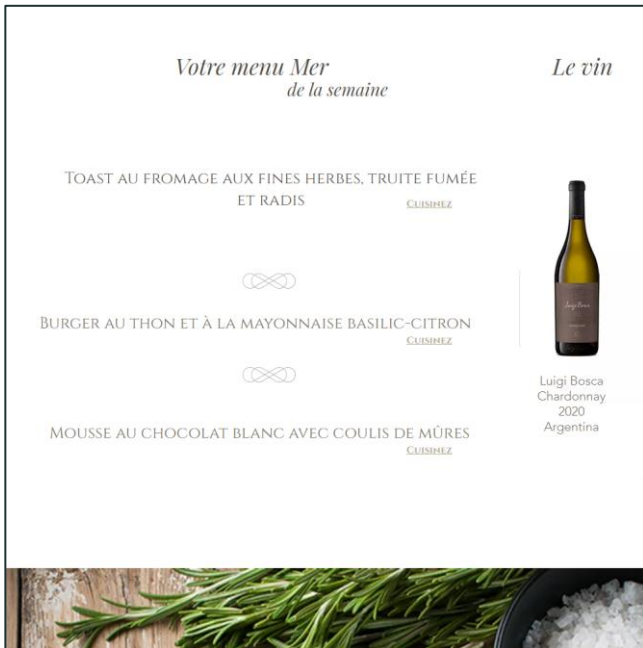 Votre menu Mer
de la semaine
Le vin
Toast au fromage aux fines herbes, truite fumée
et radis
Cuisinez
Burger au thon et à la mayonnaise basilic-citron
Cuisinez
Mousse au chocolat blanc avec coulis de mûres
Cuisinez
Luigi Bosca
Luigi Bosca
Chardonnay
2020
Argentina